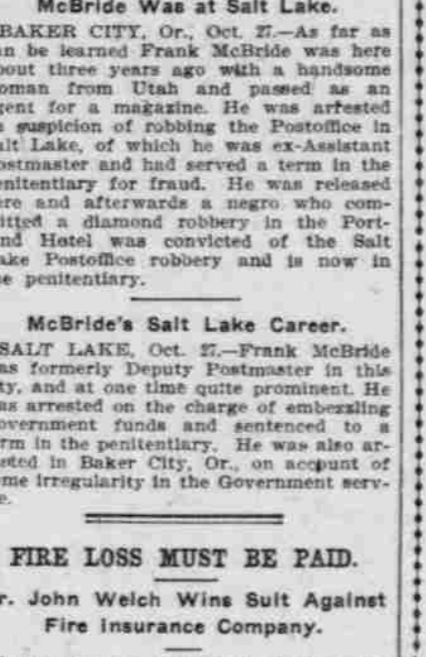 McBride Was at Salt Lake.
BAKER CITY, Or., Oct. 27.—As far as
an be learned Frank McBride was here
bout three years ago with a handsome
oman from Utah and passed as an
gent for a magazine. He was arrested
n suspicion of robbing the Postoffice in
alt Lake, of which he was ex-Assistant
ostmaster and had served a term in the
enitentiary for fraud. He was released
ere and afterwards a negro who com-
itted a diamond robbery in the Port-
nd Hotel was convicted of the Salt
ake Postoffice robbery and is now in
he penitentiary.
McBride's Salt Lake Career.
SALT LAKE, Oct. 27.—Frank McBride
as formerly Deputy Postmaster in this
ty, and at one time quite prominent. He
as arrested on the charge of embezzling
overnment funds and sentenced to a
erm in the penitentiary. He was also ar-
ested in Baker City, Or., on account of
ome irregularity in the Government serv-
e.
FIRE LOSS MUST BE PAID.
r. John Welch Wins Suit Against
Fire Insurance Company.